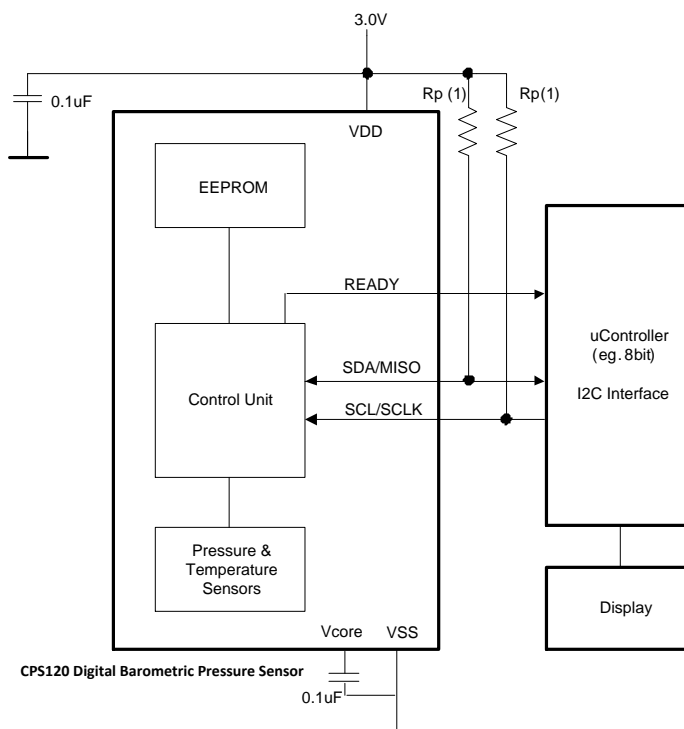 3.0V
0.1uF
Rp (1)
Rp(1)
VDD
EEPROM
READY
uController
(eg. 8bit)
I2C Interface
SDA/MISO
Control Unit
SCL/SCLK
Pressure &
Temperature
Sensors
Display
Vcore
VSS
CPS120 Digital Barometric Pressure Sensor
0.1uF